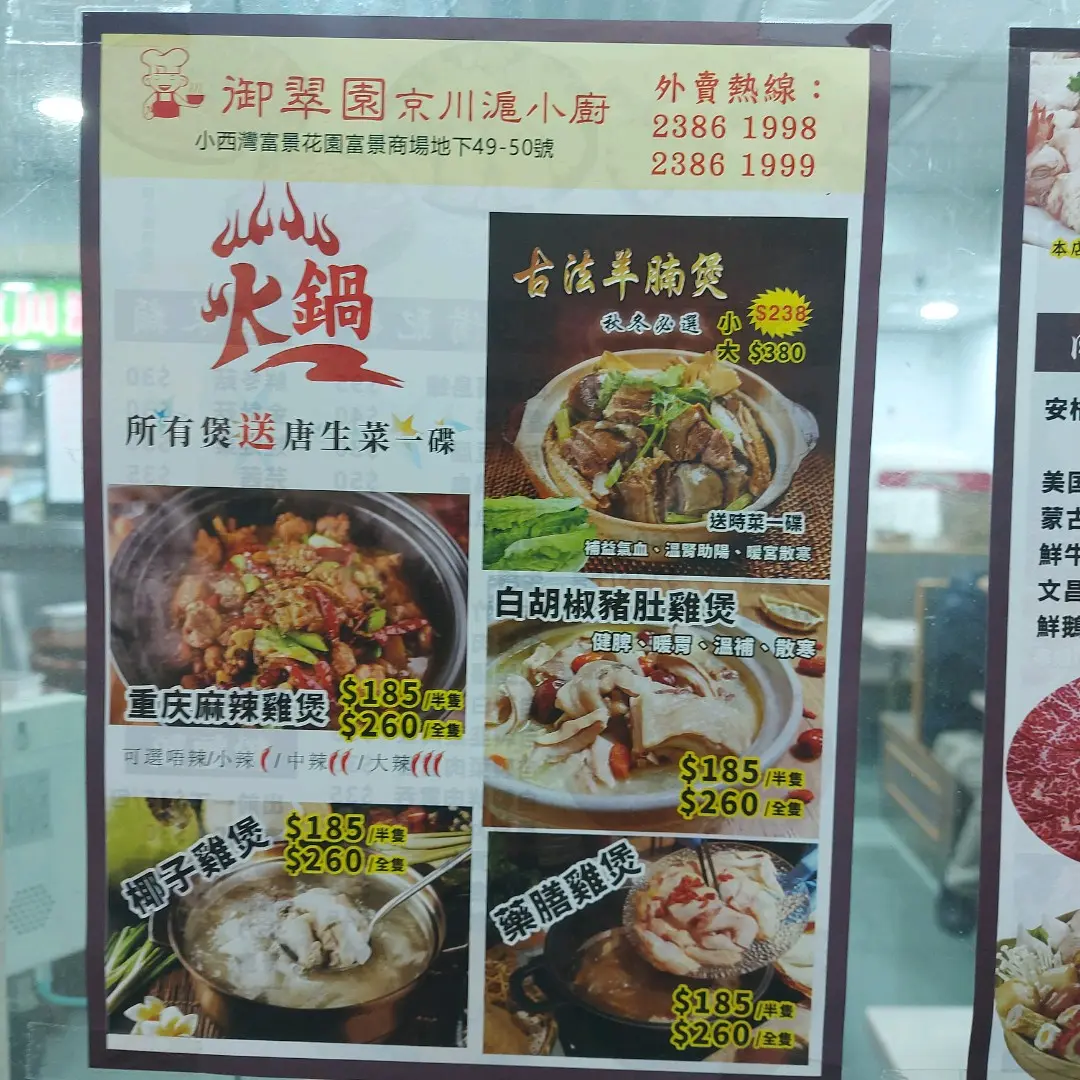 御翠園京川滬小廚
小西灣富景花園富景商場地下49-50號
外賣熱線：
2386 1998
2386 1999
火鍋
所有煲送唐生菜一碟
古法羊腩煲
秋冬必選
小 $238
大 $380
送時菜一碟
補益氣血、溫腎助陽、暖宮散寒
重庆麻辣雞煲
$185/半隻
$260/全隻
可選唔辣/小辣 / 中辣 / 大辣
白胡椒豬肚雞煲
健脾、暖胃、溫補、散寒
$185/半隻
$260/全隻
椰子雞煲
$185/半隻
$260/全隻
藥膳雞煲
$185/半隻
$260/全隻
本店
安格
美国
蒙古
鮮牛
文昌
鮮鵝